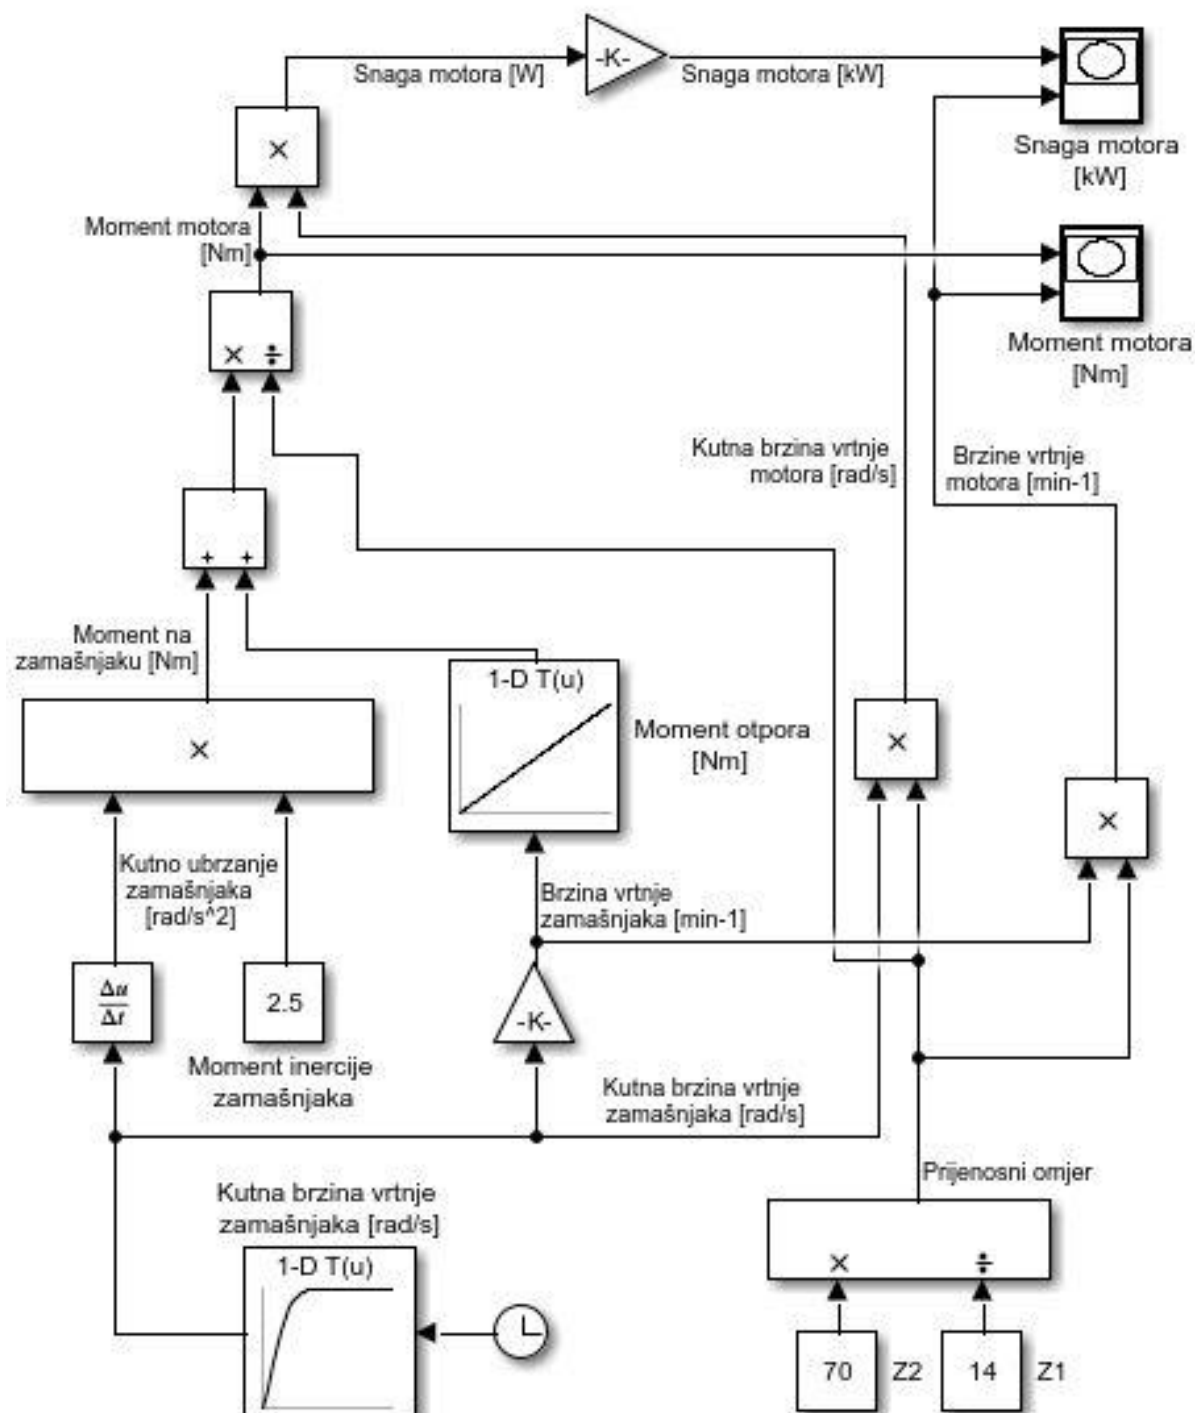 -K-
Snaga motora [W]
Snaga motora [kW]
Snaga motora
[kW]
×
Moment motora
[Nm]
Moment motora
[Nm]
× ÷
Kutna brzina vrtnje
motora [rad/s]
Brzine vrtnje
motora [min-1]
+ +
Moment na
zamašnjaku [Nm]
1-D T(u)
Moment otpora
[Nm]
×
×
×
Kutno ubrzanje
zamašnjaka
[rad/s^2]
Brzina vrtnje
zamašnjaka [min-1]
Δu
Δt
2.5
-K-
Moment inercije
zamašnjaka
Kutna brzina vrtnje
zamašnjaka [rad/s]
Prijenosni omjer
Kutna brzina vrtnje
zamašnjaka [rad/s]
1-D T(u)
× ÷
70 Z2 14 Z1